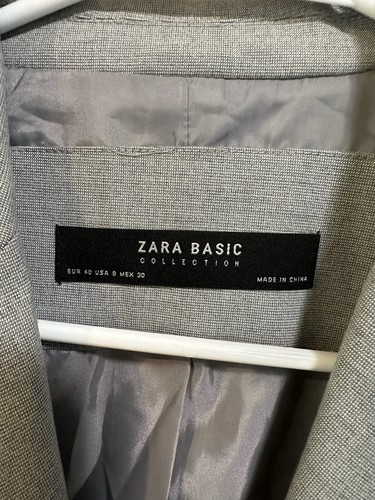 ZARA BASIC
COLLECTION
EUR 40 USA 8 MEX 30
MADE IN CHINA